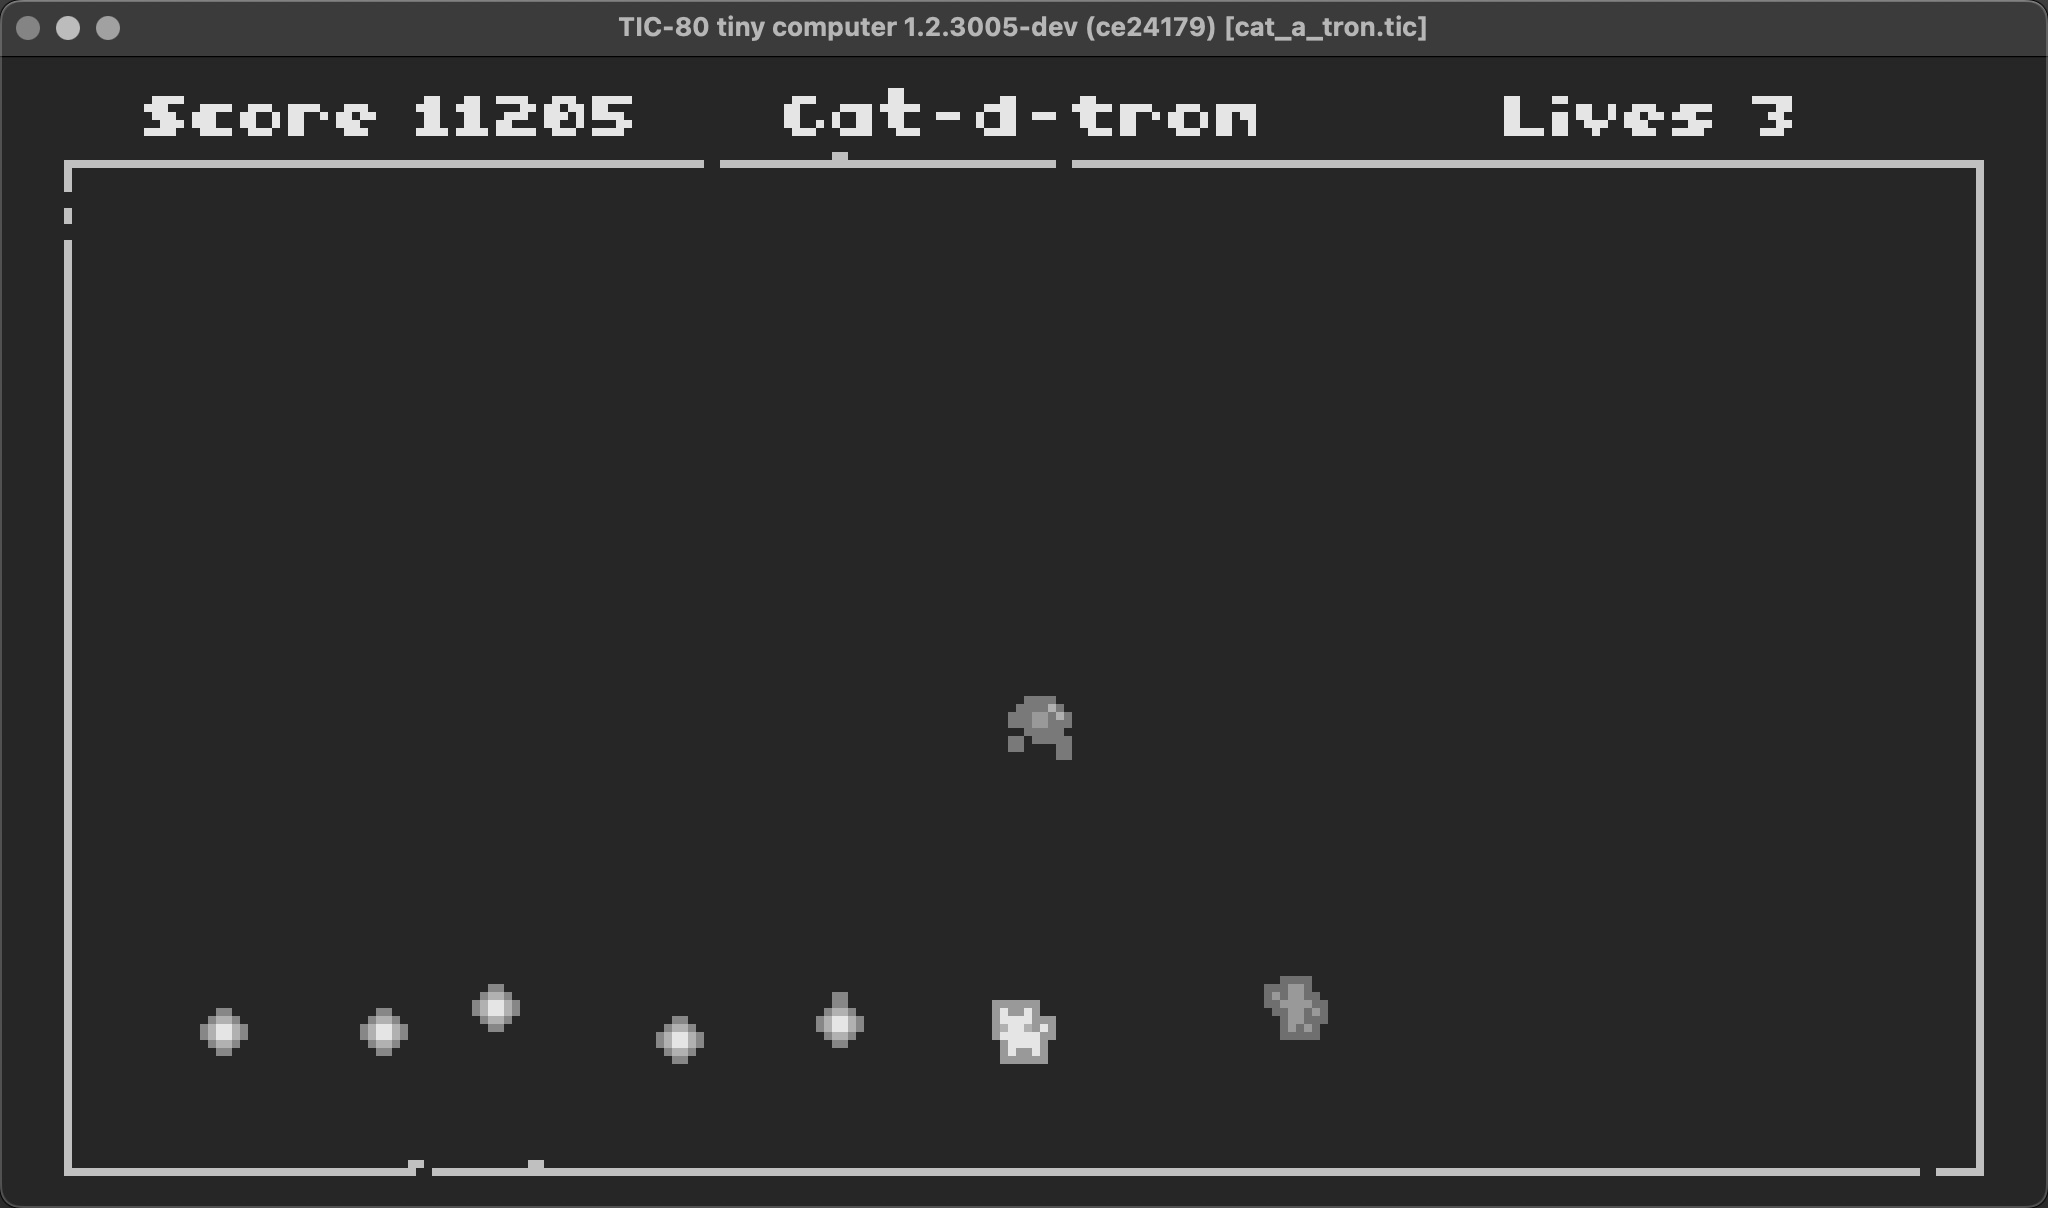 TIC-80 tiny computer 1.2.3005-dev (ce24179) [cat_a_tron.tic]
Score 11205 Cat-d-tron Lives 3